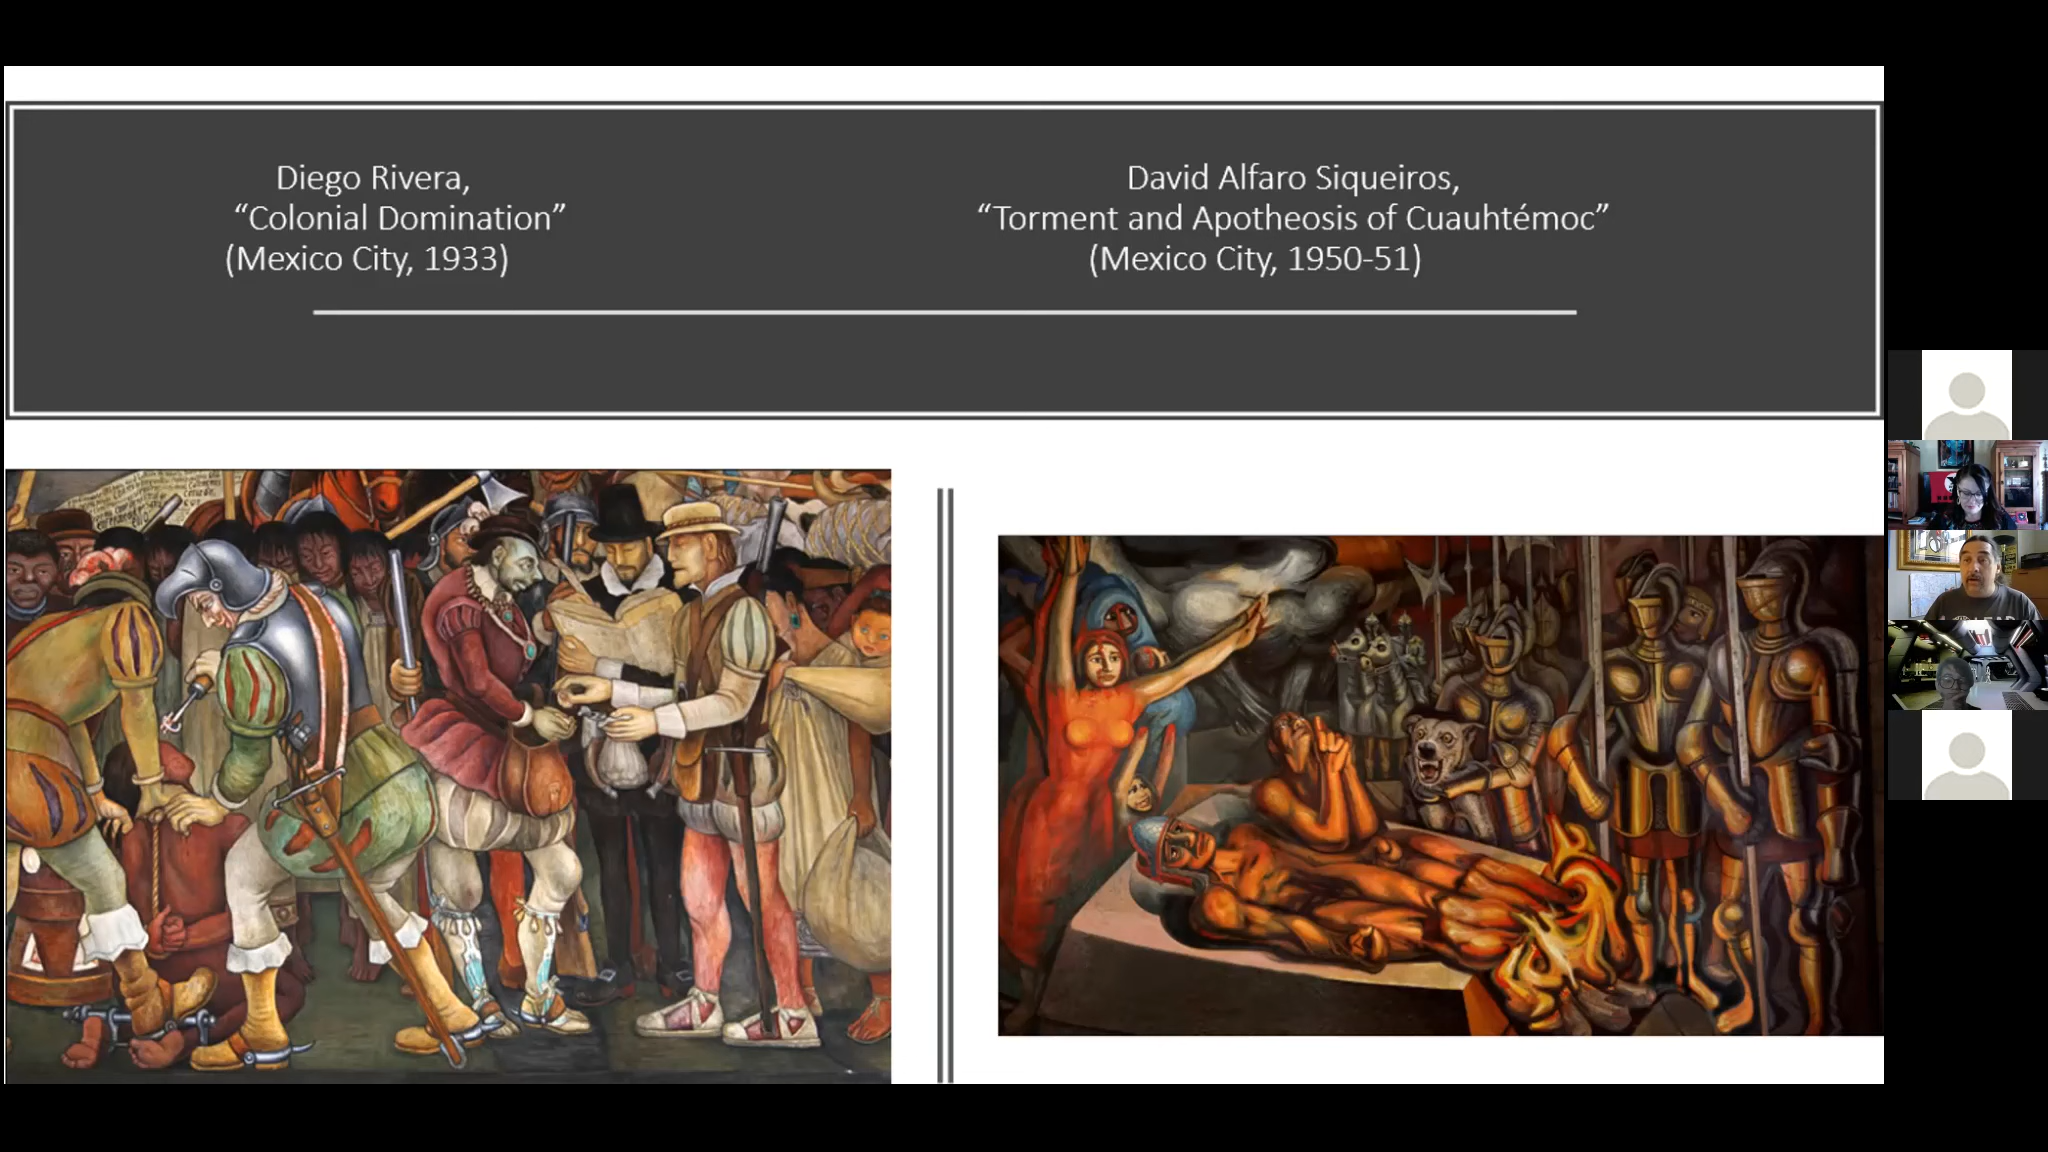 Diego Rivera,
“Colonial Domination”
(Mexico City, 1933)
David Alfaro Siqueiros,
“Torment and Apotheosis of Cuauhtémoc”
(Mexico City, 1950-51)